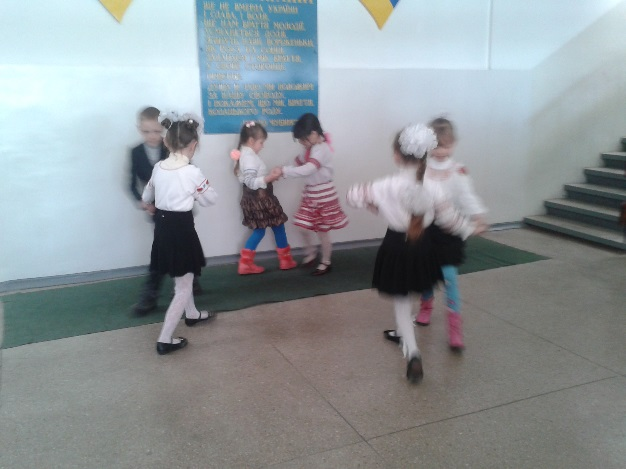 ЩЕ НЕ ВМЕРЛА УКРАЇНИ
І СЛАВА, І ВОЛЯ,
ЩЕ НАМ, БРАТТЯ МОЛОДІЇ,
УСМІХНЕТЬСЯ ДОЛЯ.
ЗГИНУТЬ НАШІ ВОРІЖЕНЬКИ,
ЯК РОСА НА СОНЦІ,
ЗАПАНУЄМ І МИ, БРАТТЯ,
У СВОЇЙ СТОРОНЦІ.
ПРИСПІВ:
ДУШУ Й ТІЛО МИ ПОЛОЖИМ
ЗА НАШУ СВОБОДУ,
І ПОКАЖЕМ, ЩО МИ, БРАТТЯ,
КОЗАЦЬКОГО РОДУ.